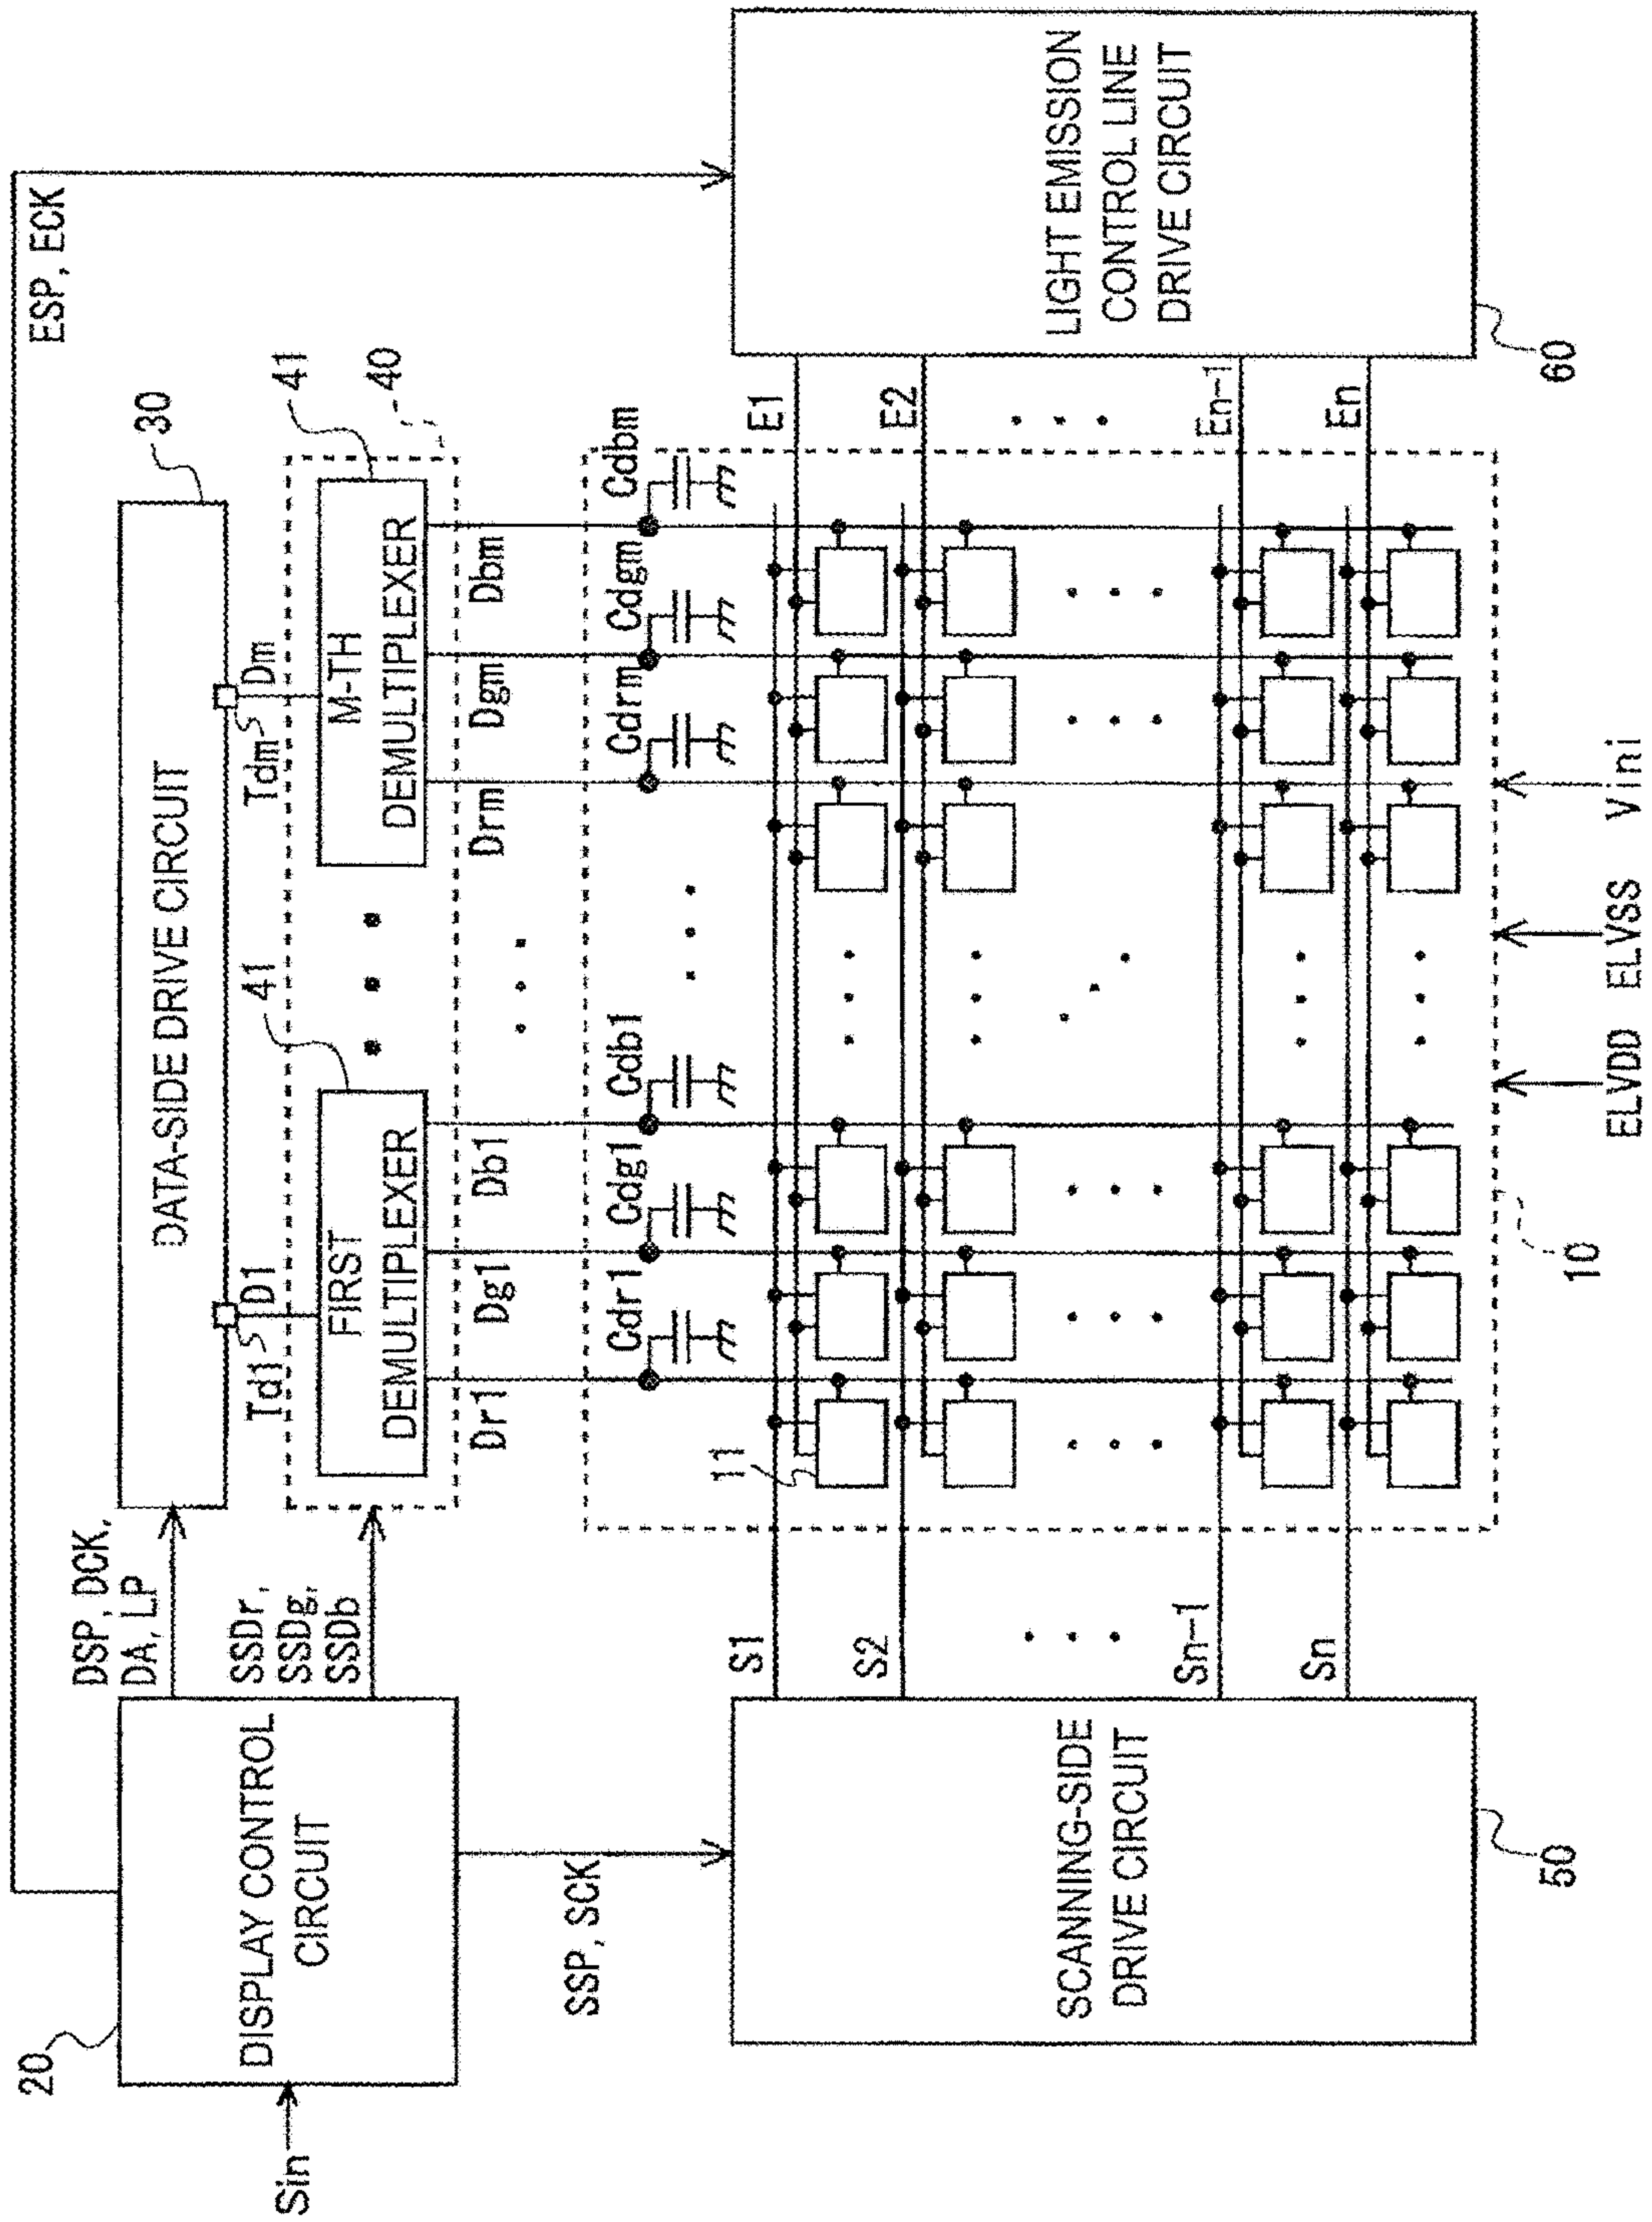 ESP, ECK
20
DISPLAY CONTROL
CIRCUIT
Sin
DSP, DCK,
DA, LP
SSDr,
SSDg,
SSDb
30
DATA-SIDE DRIVE CIRCUIT
Td1
D1
Tdm
Dm
41
41
40
FIRST
DEMULTIPLEXER
M-TH
DEMULTIPLEXER
Dr1
Dg1
Db1
Drm
Dgm
Dbm
SSP, SCK
Cdr1
Cdg1
Cdb1
Cdrm
Cdgm
Cdbm
11
S1
S2
Sn-1
Sn
E1
E2
En-1
En
SCANNING-SIDE
DRIVE CIRCUIT
50
LIGHT EMISSION
CONTROL LINE
DRIVE CIRCUIT
60
10
ELVDD
ELVSS
Vini